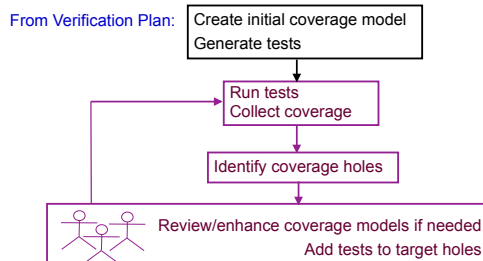 From Verification Plan:
Create initial coverage model
Generate tests
Run tests
Collect coverage
Identify coverage holes
Review/enhance coverage models if needed
Add tests to target holes